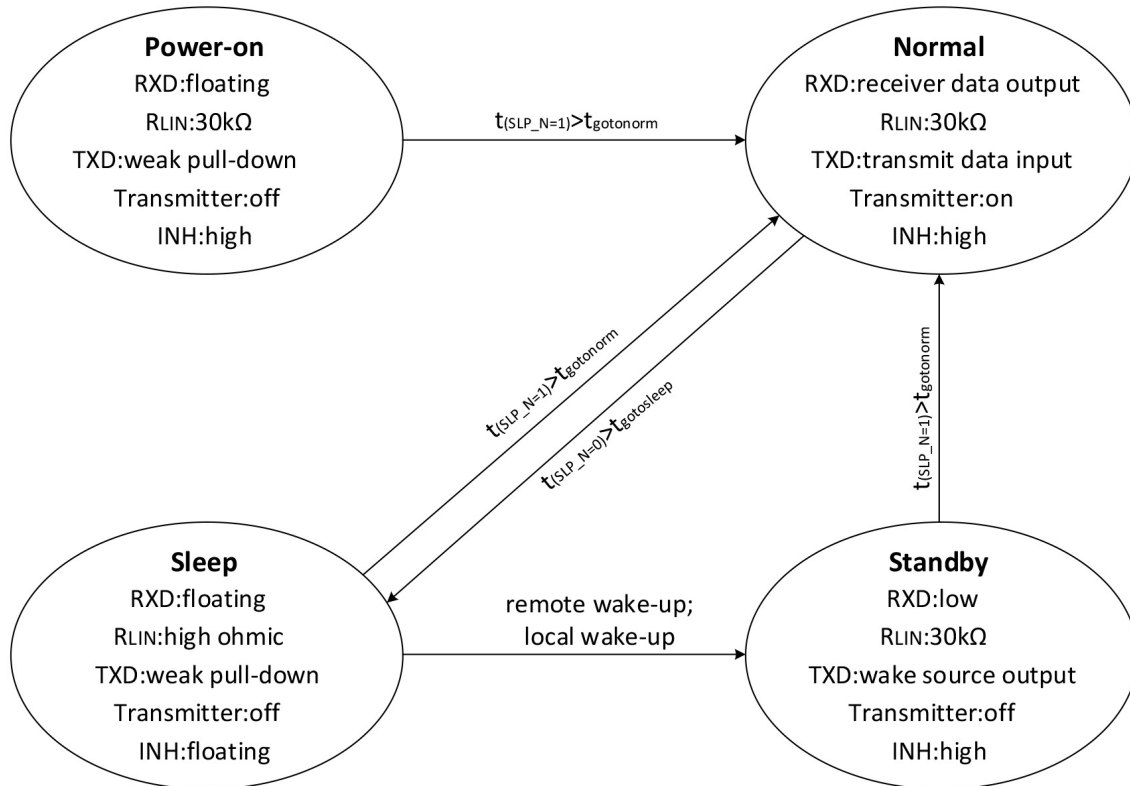 Power-on
RXD:floating
RLIN:30kΩ
TXD:weak pull-down
Transmitter:off
INH:high
t(SLP_N=1)>tgotonorm
Normal
RXD:receiver data output
RLIN:30kΩ
TXD:transmit data input
Transmitter:on
INH:high
t(SLP_N=1)>tgotonorm
t(SLP_N=0)>tgotosleep
t(SLP_N=1)>tgotonorm
Sleep
RXD:floating
RLIN:high ohmic
TXD:weak pull-down
Transmitter:off
INH:floating
remote wake-up;
local wake-up
Standby
RXD:low
RLIN:30kΩ
TXD:wake source output
Transmitter:off
INH:high